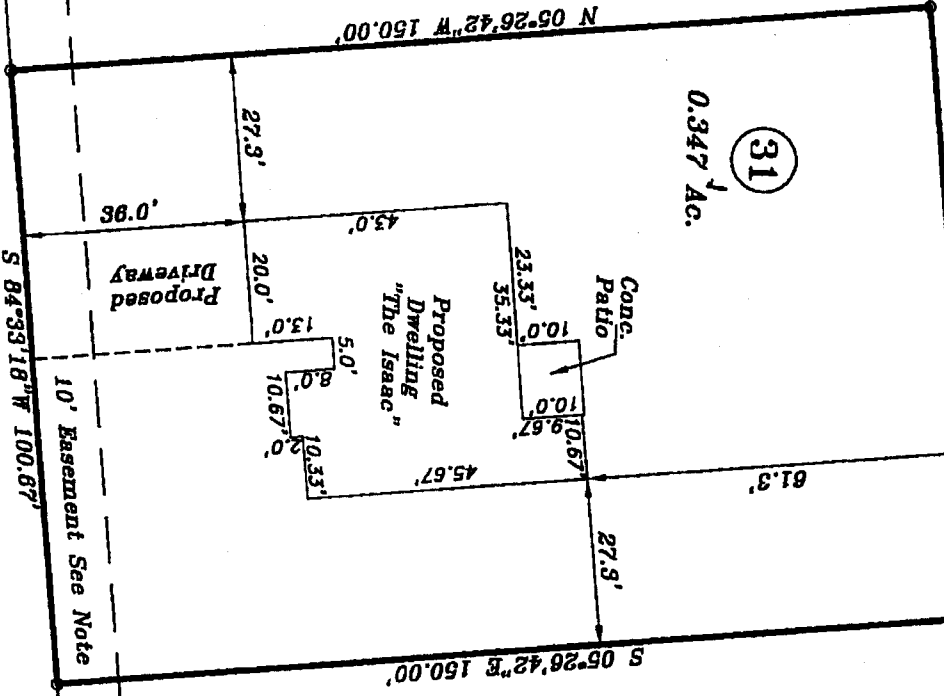 N 05°26'42"W 150.00'
31
0.347 Ac.
27.3'
36.0'
43.0'
Proposed
Driveway
20.0'
13.0'
5.0'
8.0'
10.67'
2.0'
10.33'
Proposed
Dwelling
"The Isaac"
23.33'
35.33'
Conc.
Patio
10.0'
10.0'
9.67'
10.67'
45.67'
61.3'
27.3'
S 84°33'18"W 100.67'
10' Easement See Note
S 05°26'42"E 150.00'